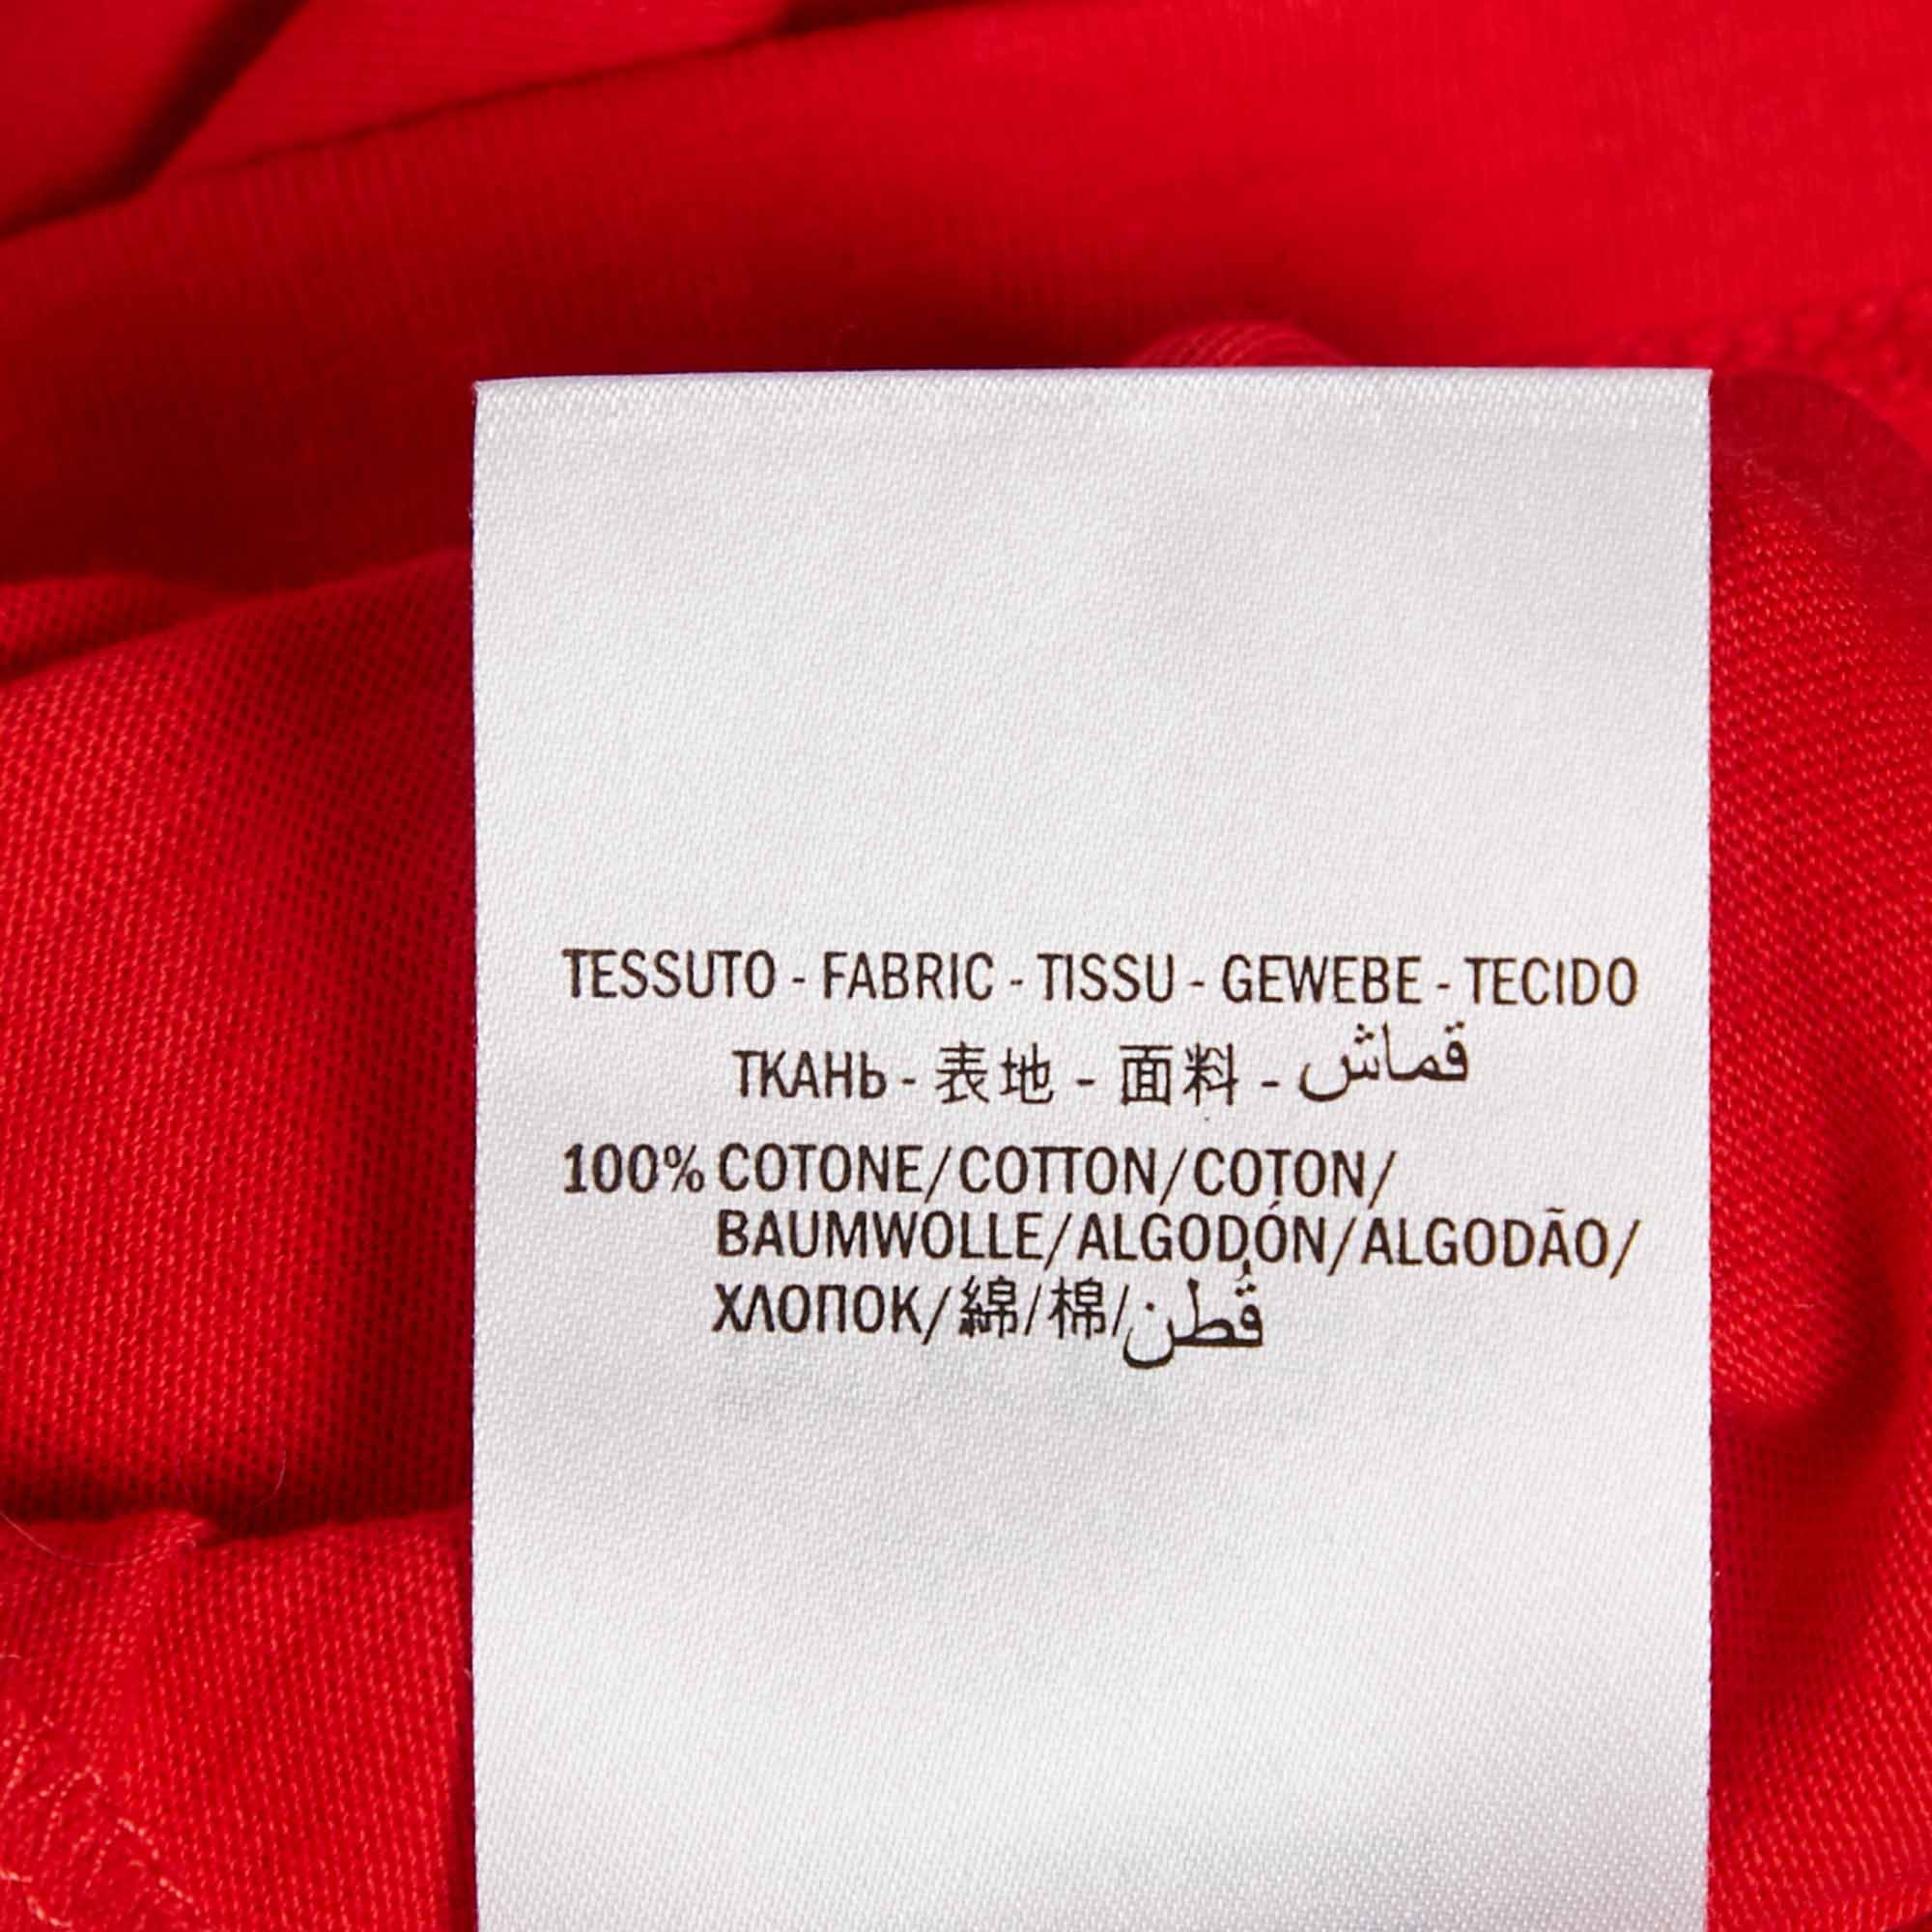 TESSUTO - FABRIC - TISSU - GEWEBE - TECIDO
ТКАНЬ - 表地 - 面料 - قماش
100% COTONE/COTTON/COTON/
BAUMWOLLE/ALGODÓN/ALGODÃO/
ХЛОПОК/綿/棉/قُطن